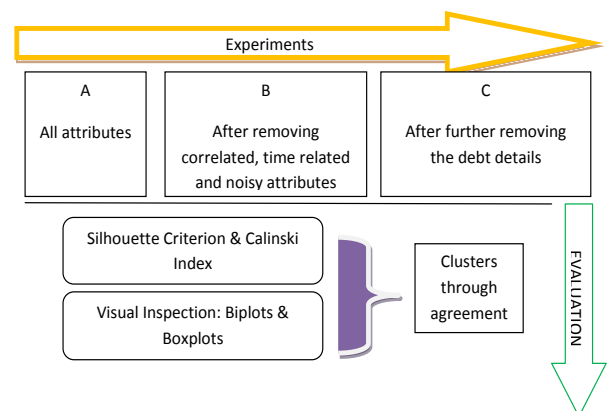 Experiments
A
All attributes
B
After removing
correlated, time related
and noisy attributes
C
After further removing
the debt details
Silhouette Criterion & Calinski
Index
Visual Inspection: Biplots &
Boxplots
Clusters
through
agreement
EVALUATION